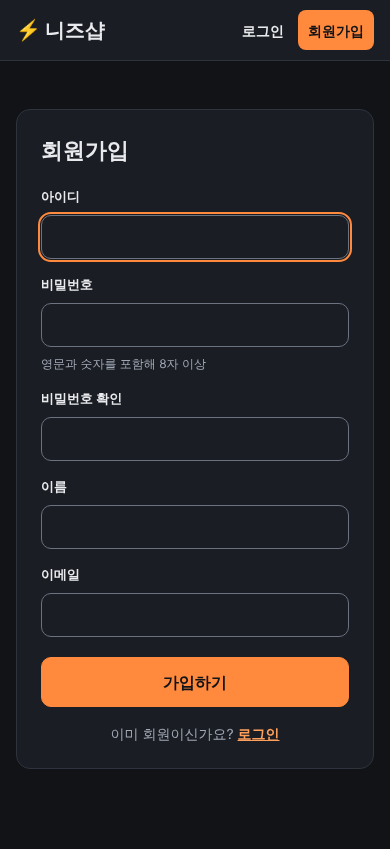 ⚡ 니즈샵
로그인
회원가입
회원가입
아이디
비밀번호
영문과 숫자를 포함해 8자 이상
비밀번호 확인
이름
이메일
가입하기
이미 회원이신가요? 로그인